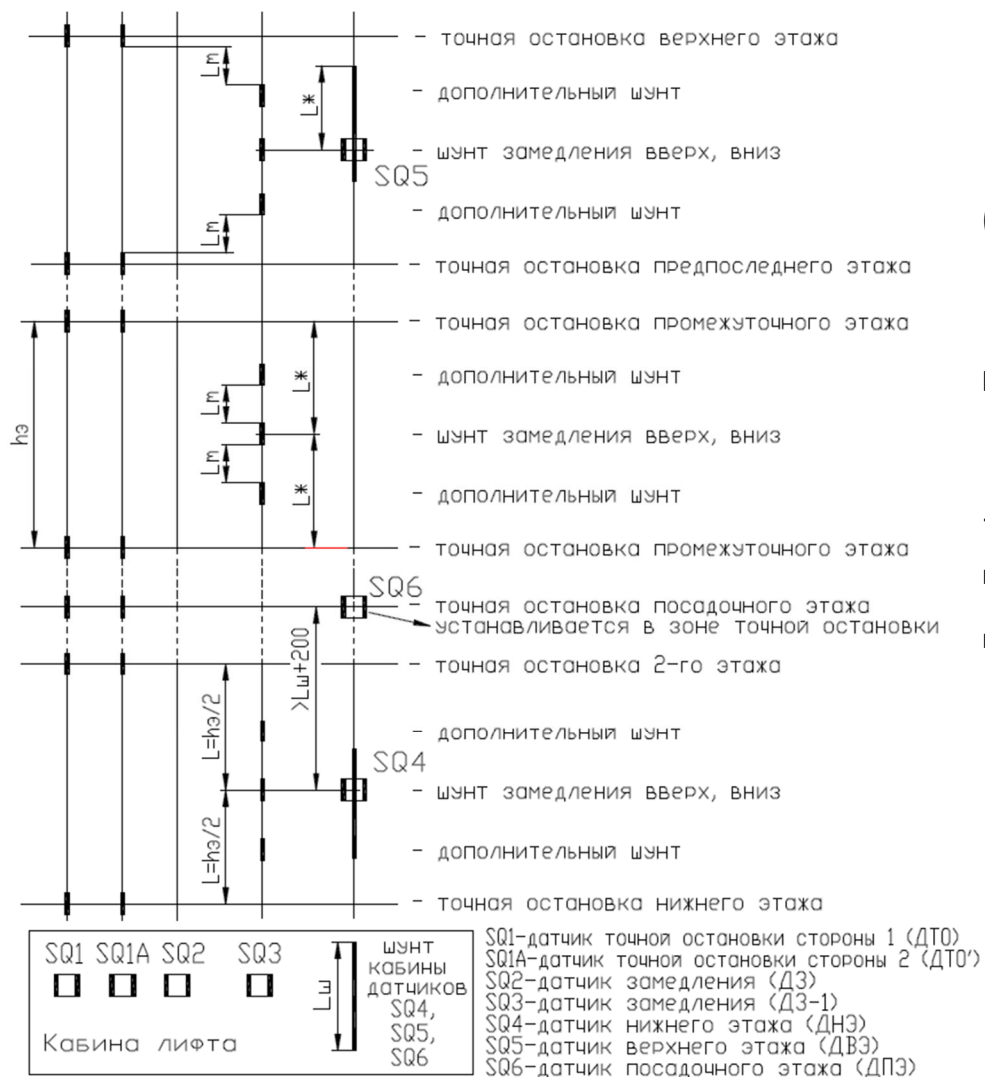 - точная остановка верхнего этажа
Lm
L*
- дополнительный шунт
- шунт замедления вверх, вниз
SQ5
- дополнительный шунт
Lm
- точная остановка предпоследнего этажа
- точная остановка промежуточного этажа
- дополнительный шунт
Lm
L*
hэ
- шунт замедления вверх, вниз
Lm
L*
- дополнительный шунт
- точная остановка промежуточного этажа
SQ6
- точная остановка посадочного этажа
устанавливается в зоне точной остановки
- точная остановка 2-го этажа
>Lш+200
L=hэ/2
- дополнительный шунт
SQ4
- шунт замедления вверх, вниз
L=hэ/2
- дополнительный шунт
- точная остановка нижнего этажа
SQ1 SQ1A SQ2 SQ3
Lш
шунт
кабины
датчиков
SQ4,
SQ5,
SQ6
Кабина лифта
SQ1-датчик точной остановки стороны 1 (ДТО)
SQ1A-датчик точной остановки стороны 2 (ДТО')
SQ2-датчик замедления (ДЗ)
SQ3-датчик замедления (ДЗ-1)
SQ4-датчик нижнего этажа (ДНЭ)
SQ5-датчик верхнего этажа (ДВЭ)
SQ6-датчик посадочного этажа (ДПЭ)